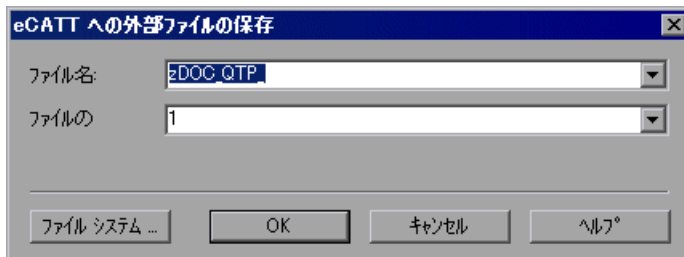 eCATT への外部ファイルの保存
ファイル名: zDOC_QTP_
ファイルの 1
ファイル システム ... OK キャンセル ヘルプ